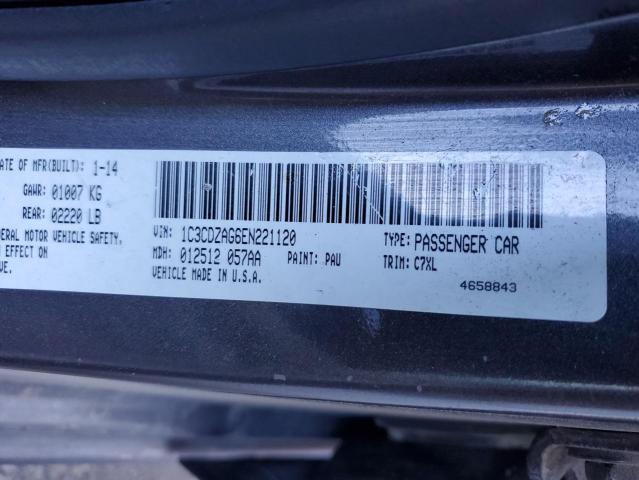 ATE OF MFR(BUILT): 1-14
GAWR: 01007 KG
REAR: 02220 LB
ERAL MOTOR VEHICLE SAFETY,
EFFECT ON
VE.
VIN: 1C3CDZAG6EN221120
TYPE: PASSENGER CAR
MDH: 012512 057AA PAINT: PAU TRIM: C7XL
VEHICLE MADE IN U.S.A.
4658843